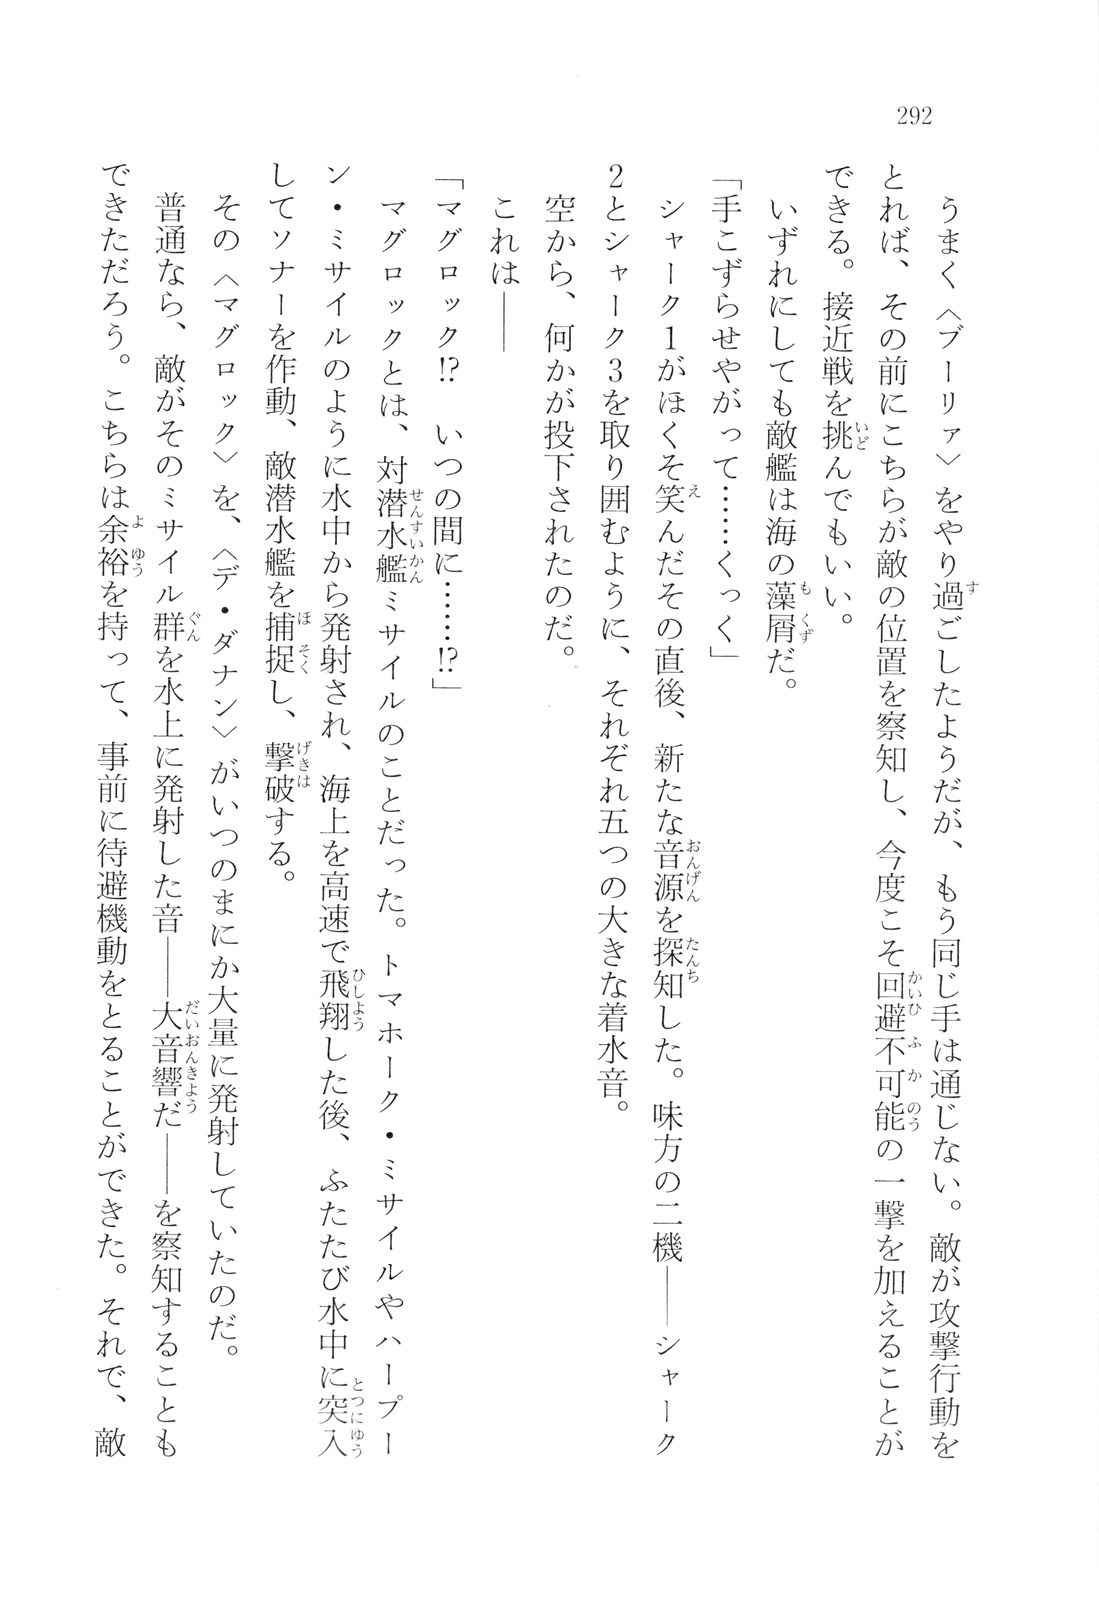 292
　うまく〈ブーリァ〉をやり過ごしたようだが、もう同じ手は通じない。敵が攻撃行動を
とれば、その前にこちらが敵の位置を察知し、今度こそ回避不可能の一撃を加えることが
できる。接近戦を挑んでもいい。
　いずれにしても敵艦は海の藻屑だ。
「手こずらせやがって……くっく」
　シャーク1がほくそ笑んだその直後、新たな音源を探知した。味方の二機――シャーク
2とシャーク3を取り囲むように、それぞれ五つの大きな着水音。
空から、何かが投下されたのだ。
　これは――
「マグロック!?　いつの間に……!?」
　マグロックとは、対潜水艦ミサイルのことだった。トマホーク・ミサイルやハープー
ン・ミサイルのように水中から発射され、海上を高速で飛翔した後、ふたたび水中に突入
してソナーを作動、敵潜水艦を捕捉し、撃破する。
　その〈マグロック〉を、〈デ・ダナン〉がいつのまにか大量に発射していたのだ。
　普通なら、敵がそのミサイル群を水上に発射した音――大音響だ――を察知することも
できただろう。こちらは余裕を持って、事前に待避機動をとることができた。それで、敵